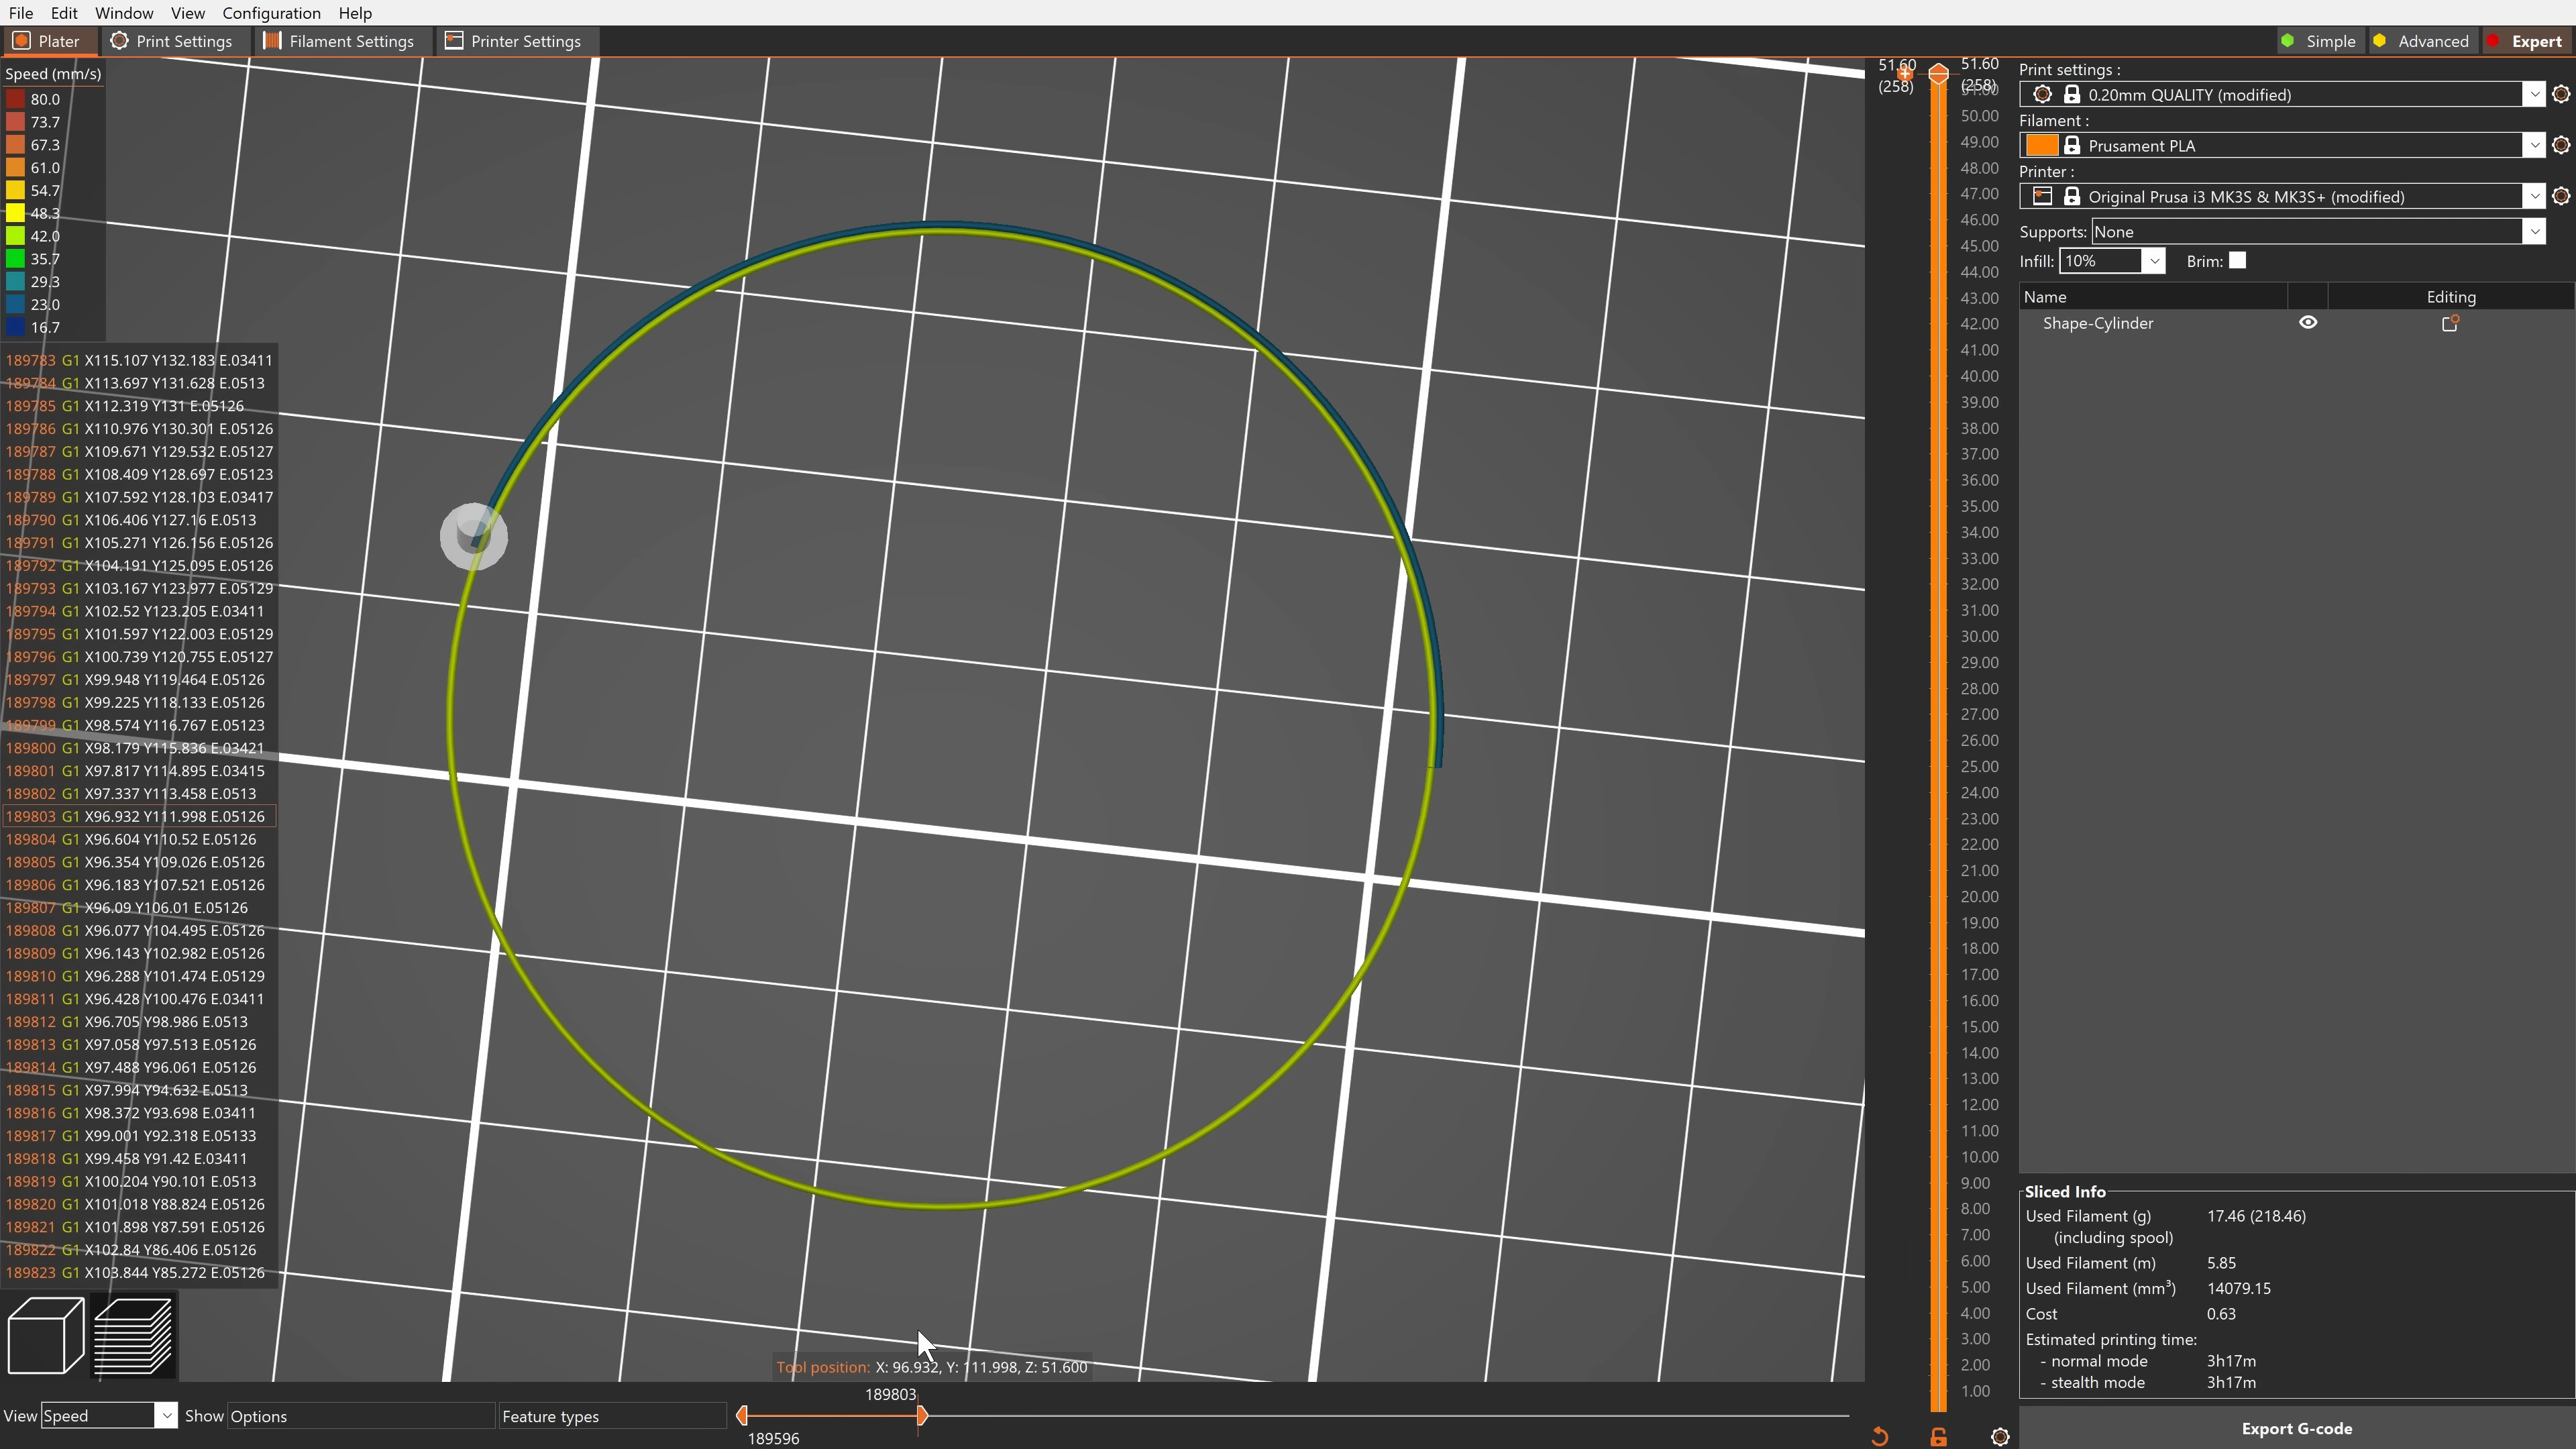 File Edit Window View Configuration Help
Plater Print Settings Filament Settings Printer Settings Simple Advanced Expert
Speed (mm/s)
80.0
73.7
67.3
61.0
54.7
48.3
42.0
35.7
29.3
23.0
16.7
189783 G1 X115.107 Y132.183 E.03411
189784 G1 X113.697 Y131.628 E.0513
189785 G1 X112.319 Y131 E.05126
189786 G1 X110.976 Y130.301 E.05126
189787 G1 X109.671 Y129.532 E.05127
189788 G1 X108.409 Y128.697 E.05123
189789 G1 X107.592 Y128.103 E.03417
189790 G1 X106.406 Y127.16 E.0513
189791 G1 X105.271 Y126.156 E.05126
189792 G1 X104.191 Y125.095 E.05126
189793 G1 X103.167 Y123.977 E.05129
189794 G1 X102.52 Y123.205 E.03411
189795 G1 X101.597 Y122.003 E.05129
189796 G1 X100.739 Y120.755 E.05127
189797 G1 X99.948 Y119.464 E.05126
189798 G1 X99.225 Y118.133 E.05126
189799 G1 X98.574 Y116.767 E.05123
189800 G1 X98.179 Y115.836 E.03421
189801 G1 X97.817 Y114.895 E.03415
189802 G1 X97.337 Y113.458 E.0513
189803 G1 X96.932 Y111.998 E.05126
189804 G1 X96.604 Y110.52 E.05126
189805 G1 X96.354 Y109.026 E.05126
189806 G1 X96.183 Y107.521 E.05126
189807 G1 X96.09 Y106.01 E.05126
189808 G1 X96.077 Y104.495 E.05126
189809 G1 X96.143 Y102.982 E.05126
189810 G1 X96.288 Y101.474 E.05129
189811 G1 X96.428 Y100.476 E.03411
189812 G1 X96.705 Y98.986 E.0513
189813 G1 X97.058 Y97.513 E.05126
189814 G1 X97.488 Y96.061 E.05126
189815 G1 X97.994 Y94.632 E.0513
189816 G1 X98.372 Y93.698 E.03411
189817 G1 X99.001 Y92.318 E.05133
189818 G1 X99.458 Y91.42 E.03411
189819 G1 X100.204 Y90.101 E.0513
189820 G1 X101.018 Y88.824 E.05126
189821 G1 X101.898 Y87.591 E.05126
189822 G1 X102.84 Y86.406 E.05126
189823 G1 X103.844 Y85.272 E.05126
Tool position: X: 96.932, Y: 111.998, Z: 51.600
View Speed Show Options Feature types
189803
189596
51.60
(258)
51.60
(258)
50.00
49.00
48.00
47.00
46.00
45.00
44.00
43.00
42.00
41.00
40.00
39.00
38.00
37.00
36.00
35.00
34.00
33.00
32.00
31.00
30.00
29.00
28.00
27.00
26.00
25.00
24.00
23.00
22.00
21.00
20.00
19.00
18.00
17.00
16.00
15.00
14.00
13.00
12.00
11.00
10.00
9.00
8.00
7.00
6.00
5.00
4.00
3.00
2.00
1.00
Print settings :
0.20mm QUALITY (modified)
Filament :
Prusament PLA
Printer :
Original Prusa i3 MK3S & MK3S+ (modified)
Supports: None
Infill: 10% Brim:
Name Editing
Shape-Cylinder
Sliced Info
Used Filament (g) 17.46 (218.46)
(including spool)
Used Filament (m) 5.85
Used Filament (mm³) 14079.15
Cost 0.63
Estimated printing time:
- normal mode 3h17m
- stealth mode 3h17m
Export G-code